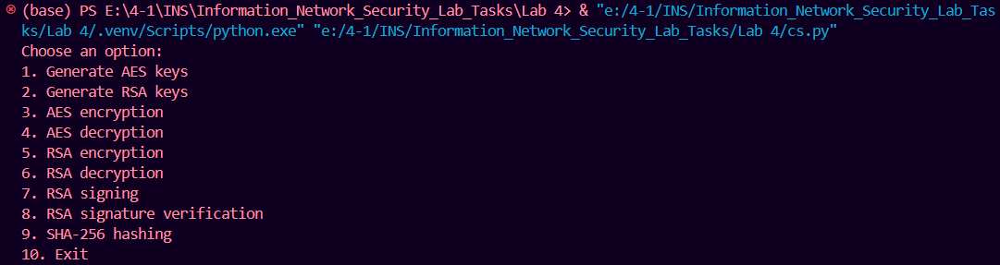 (base) PS E:\4-1\INS\Information_Network_Security_Lab_Tasks\Lab 4> & "e:/4-1/INS/Information_Network_Security_Lab_Tas
ks/Lab 4/.venv/Scripts/python.exe" "e:/4-1/INS/Information_Network_Security_Lab_Tasks/Lab 4/cs.py"
Choose an option:
1. Generate AES keys
2. Generate RSA keys
3. AES encryption
4. AES decryption
5. RSA encryption
6. RSA decryption
7. RSA signing
8. RSA signature verification
9. SHA-256 hashing
10. Exit